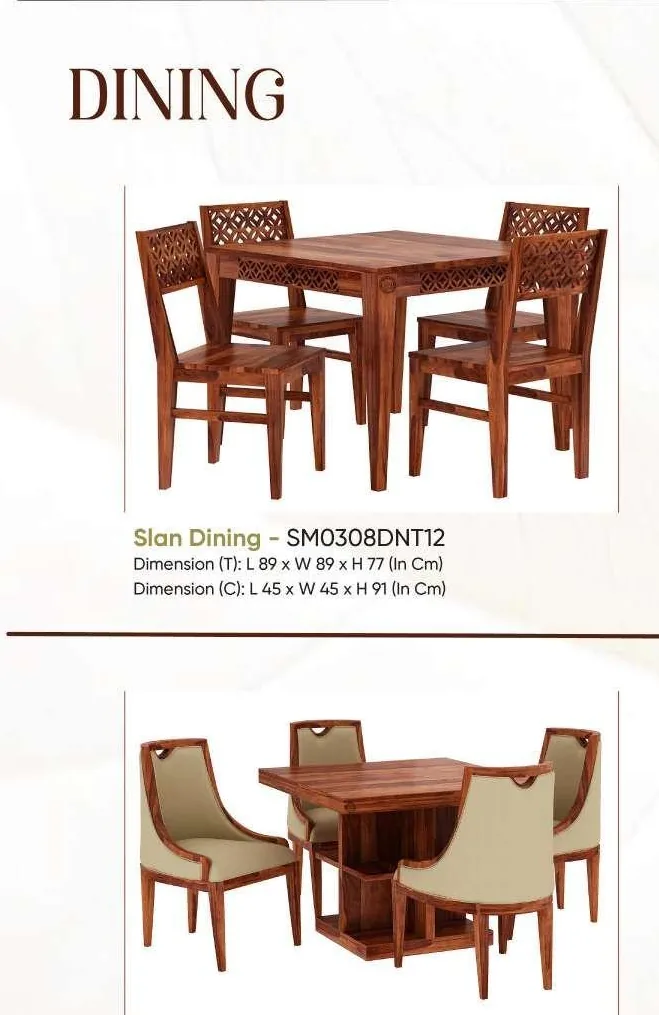 DINING
Slan Dining - SM0308DNT12
Dimension (T): L 89 x W 89 x H 77 (In Cm)
Dimension (C): L 45 x W 45 x H 91 (In Cm)